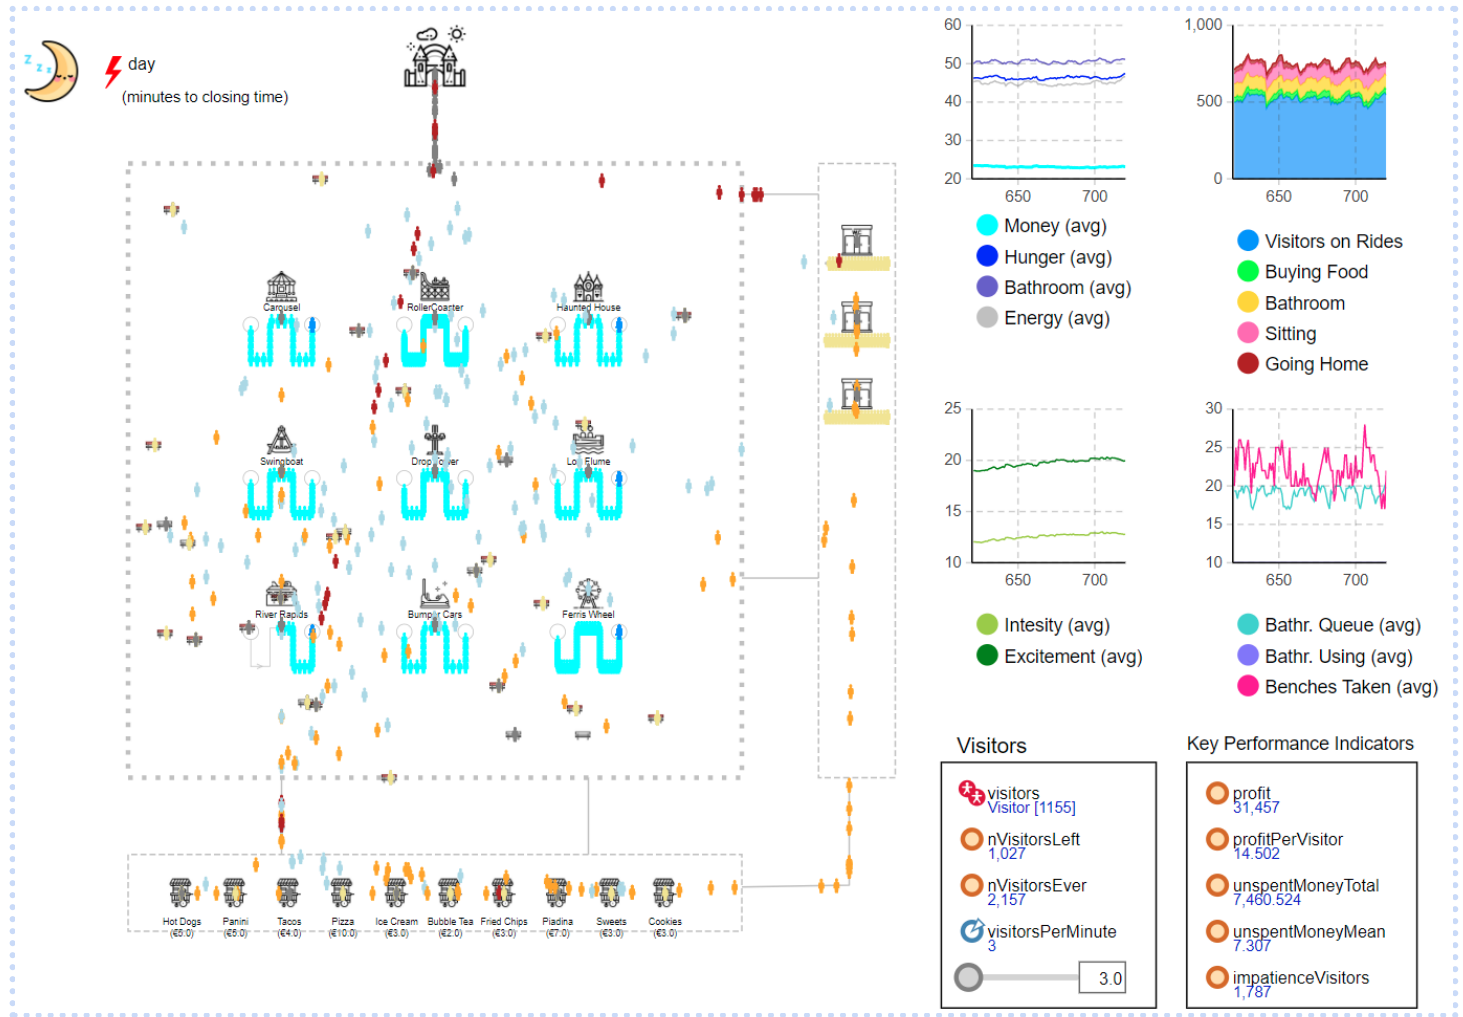 z z z z
day
(minutes to closing time)
Carousel
RollerCoaster
Haunted House
Swingboat
Drop Tower
Log Flume
River Rapids
Bumper Cars
Ferris Wheel
Hot Dogs
(€5.0)
Panini
(€5.0)
Tacos
(€4.0)
Pizza
(€10.0)
Ice Cream
(€3.0)
Bubble Tea
(€2.0)
Fried Chips
(€3.0)
Piadina
(€7.0)
Sweets
(€3.0)
Cookies
(€3.0)
60
50
40
30
20
650
700
Money (avg)
Hunger (avg)
Bathroom (avg)
Energy (avg)
1,000
500
0
650
700
Visitors on Rides
Buying Food
Bathroom
Sitting
Going Home
25
20
15
10
650
700
Intesity (avg)
Excitement (avg)
30
25
20
15
10
650
700
Bathr. Queue (avg)
Bathr. Using (avg)
Benches Taken (avg)
Visitors
visitors
Visitor [1155]
nVisitorsLeft
1,027
nVisitorsEver
2,157
visitorsPerMinute
3
3.0
Key Performance Indicators
profit
31,457
profitPerVisitor
14.502
unspentMoneyTotal
7,460.524
unspentMoneyMean
7.307
impatienceVisitors
1,787